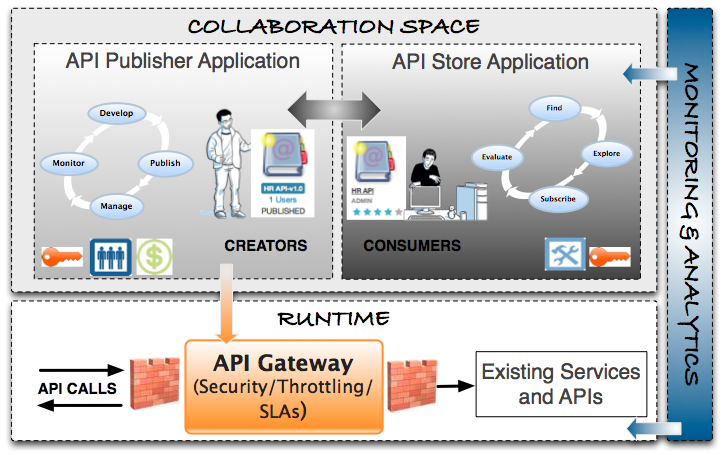 COLLABORATION SPACE
API Publisher Application
Develop
Monitor
Publish
Manage
HR API-v1.0
1 Users
PUBLISHED
CREATORS
API Store Application
Find
Evaluate
Explore
Subscribe
HR API
ADMIN
CONSUMERS
MONITORING & ANALYTICS
RUNTIME
API CALLS
API Gateway
(Security/Throttling/
SLAs)
Existing Services
and APIs